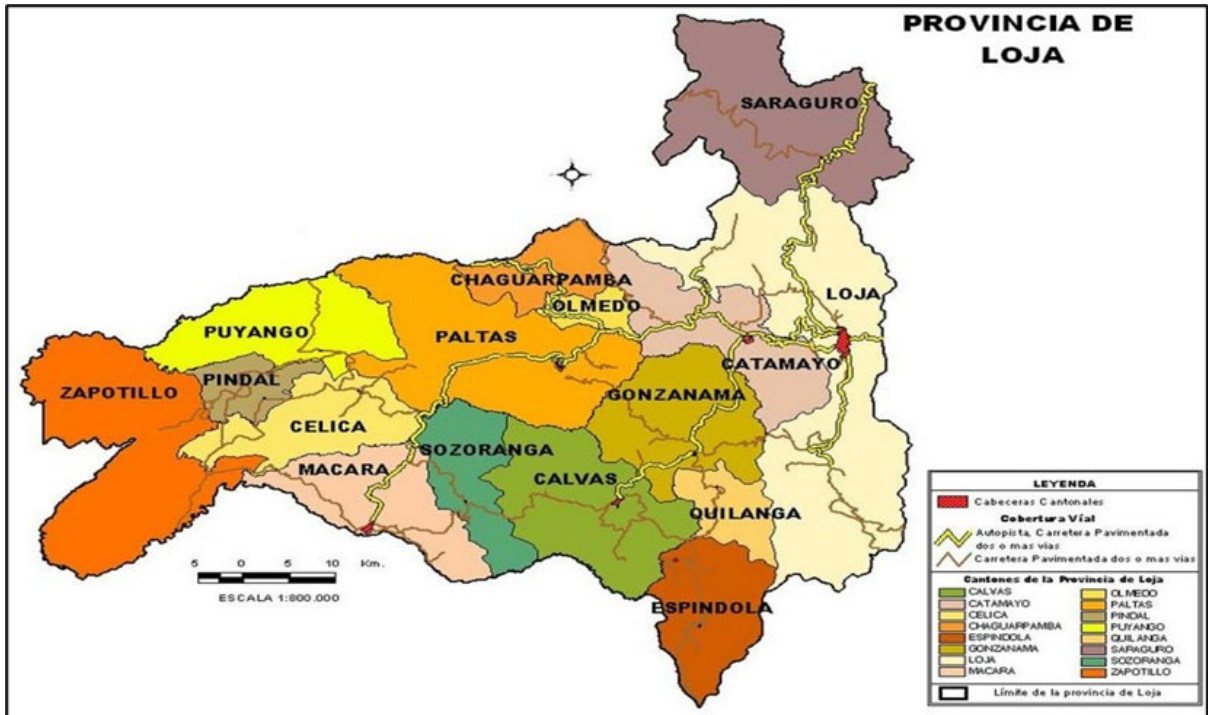 PROVINCIA DE
LOJA
SARAGURO
CHAGUARPAMBA
OLMEDO
LOJA
PUYANGO
PALTAS
ZAPOTILLO
PINDAL
CATAMAYO
GONZANAMA
CELICA
SOZORANGA
MACARA
CALVAS
QUILANGA
ESPINDOLA
5 0 5 10 Km.
ESCALA 1:800.000
LEYENDA
Cabeceras Cantonales
Cobertura Víal
Autopista, Carretera Pavimentada
dos o mas vias
Carretera Pavimentada dos o mas vias
Cantones de la Provincia de Loja
CALVAS
CATAMAYO
CELICA
CHAGUARPAMBA
ESPINDOLA
GONZANAMA
LOJA
MACARA
OLMEDO
PALTAS
PINDAL
PUYANGO
QUILANGA
SARAGURO
SOZORANGA
ZAPOTILLO
Límite de la provincia de Loja